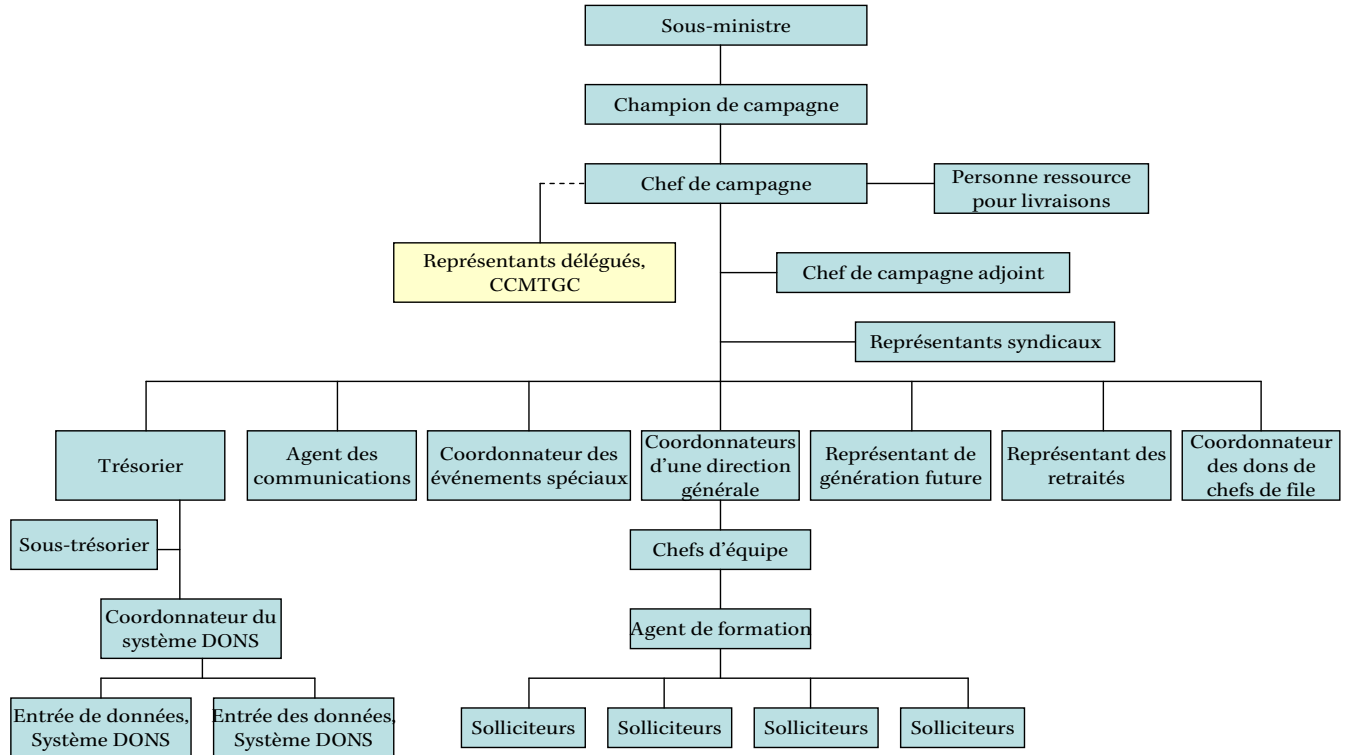 Sous-ministre
Champion de campagne
Chef de campagne
Personne ressource
pour livraisons
Représentants délégués,
CCMTGC
Chef de campagne adjoint
Représentants syndicaux
Trésorier
Agent des
communications
Coordonnateur des
événements spéciaux
Coordonnateurs
d'une direction
générale
Représentant de
génération future
Représentant des
retraités
Coordonnateur
des dons de
chefs de file
Sous-trésorier
Chefs d'équipe
Coordonnateur du
système DONS
Agent de formation
Entrée de données,
Système DONS
Entrée des données,
Système DONS
Solliciteurs
Solliciteurs
Solliciteurs
Solliciteurs